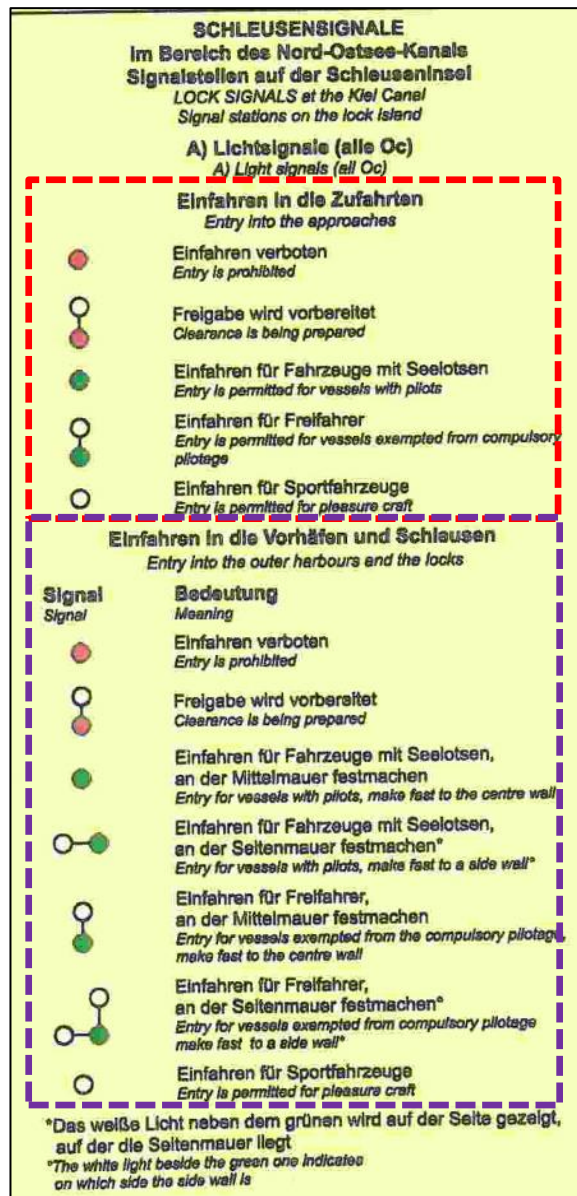 SCHLEUSENSIGNALE
im Bereich des Nord-Ostsee-Kanals
Signalstellen auf der Schleuseninsel
LOCK SIGNALS at the Kiel Canal
Signal stations on the lock island
A) Lichtsignale (alle Oc)
A) Light signals (all Oc)
Einfahren in die Zufahrten
Entry into the approaches
Einfahren verboten
Entry is prohibited
Freigabe wird vorbereitet
Clearance is being prepared
Einfahren für Fahrzeuge mit Seelotsen
Entry is permitted for vessels with pilots
Einfahren für Freifahrer
Entry is permitted for vessels exempted from compulsory
pilotage
Einfahren für Sportfahrzeuge
Entry is permitted for pleasure craft
Einfahren in die Vorhäfen und Schleusen
Entry into the outer harbours and the locks
Signal Bedeutung
Signal Meaning
Einfahren verboten
Entry is prohibited
Freigabe wird vorbereitet
Clearance is being prepared
Einfahren für Fahrzeuge mit Seelotsen,
an der Mittelmauer festmachen
Entry for vessels with pilots, make fast to the centre wall
Einfahren für Fahrzeuge mit Seelotsen,
an der Seitenmauer festmachen*
Entry for vessels with pilots, make fast to a side wall*
Einfahren für Freifahrer,
an der Mittelmauer festmachen
Entry for vessels exempted from the compulsory pilotage,
make fast to the centre wall
Einfahren für Freifahrer,
an der Seitenmauer festmachen*
Entry for vessels exempted from compulsory pilotage
make fast to a side wall*
Einfahren für Sportfahrzeuge
Entry is permitted for pleasure craft
*Das weiße Licht neben dem grünen wird auf der Seite gezeigt,
auf der die Seitenmauer liegt
*The white light beside the green one indicates
on which side the side wall is